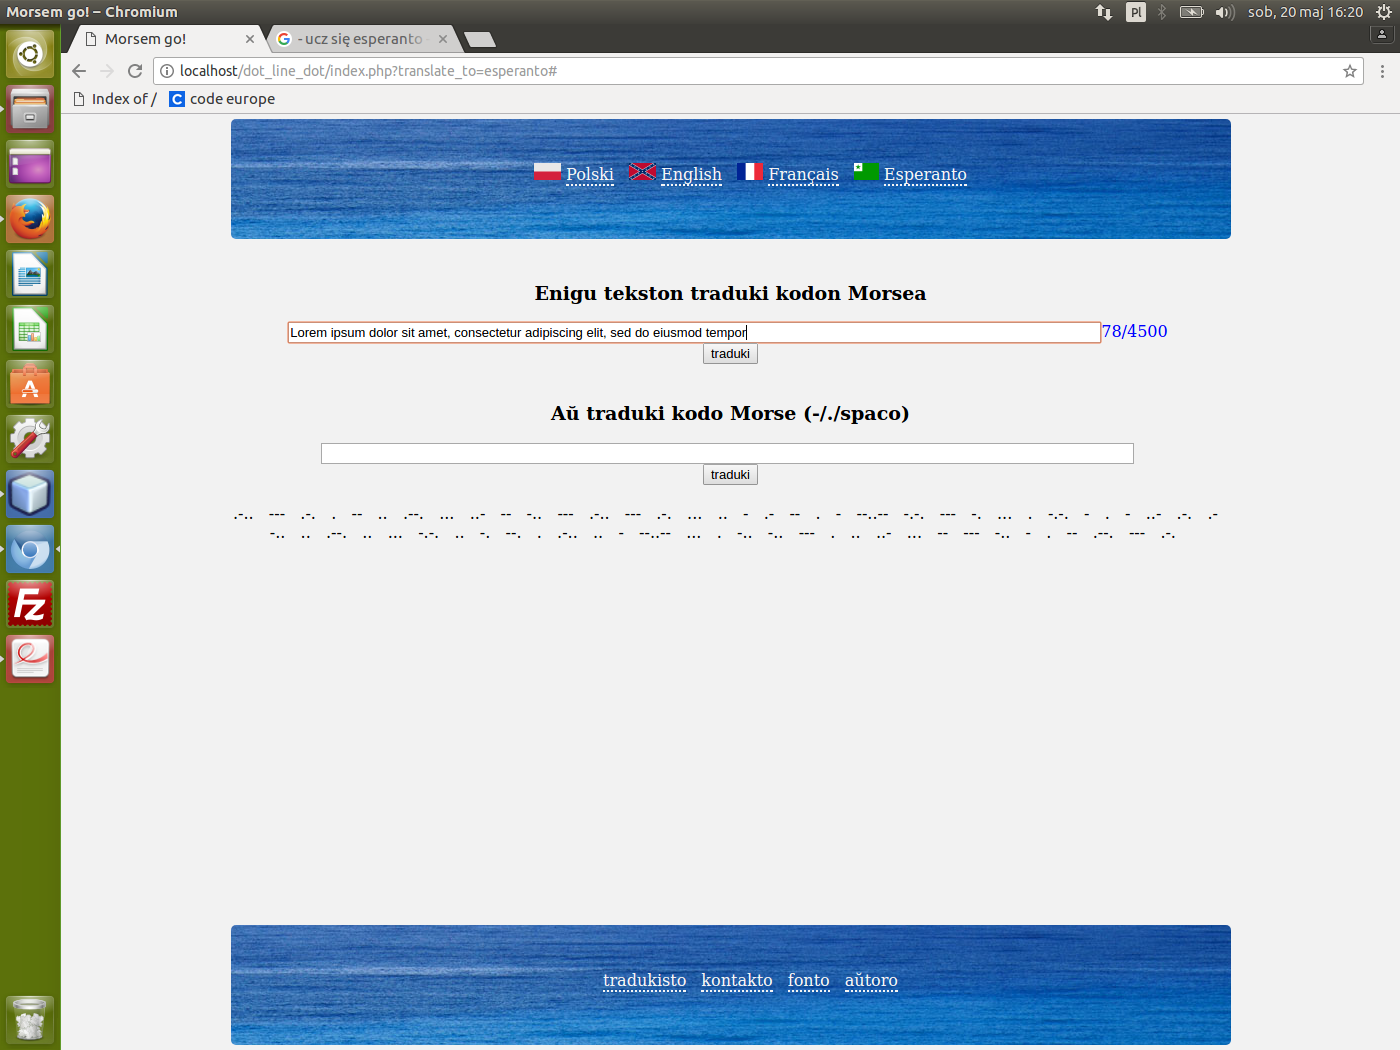 Morsem go! – Chromium
Pl
sob, 20 maj 16:20
Morsem go!
- ucz się esperanto -
localhost/dot_line_dot/index.php?translate_to=esperanto#
Index of /
code europe
Polski English Français Esperanto
Enigu tekston traduki kodon Morsea
Lorem ipsum dolor sit amet, consectetur adipiscing elit, sed do eiusmod tempor 78/4500
traduki
Aŭ traduki kodo Morse (-/./spaco)
traduki
.-.. --- .-. . -- .. .--. ... ..- -- -.. --- .-.. --- .-. ... .. - .- -- . - --..-- -.-. --- -. ... . -.-. - . - ..- .-. .-
-.. .. .--. .. ... -.-. .. -. --. . .-.. .. - --..-- ... . -.. -.. --- . .. ..- ... -- --- -.. - . -- .--. --- .-.
tradukisto kontakto fonto aŭtoro